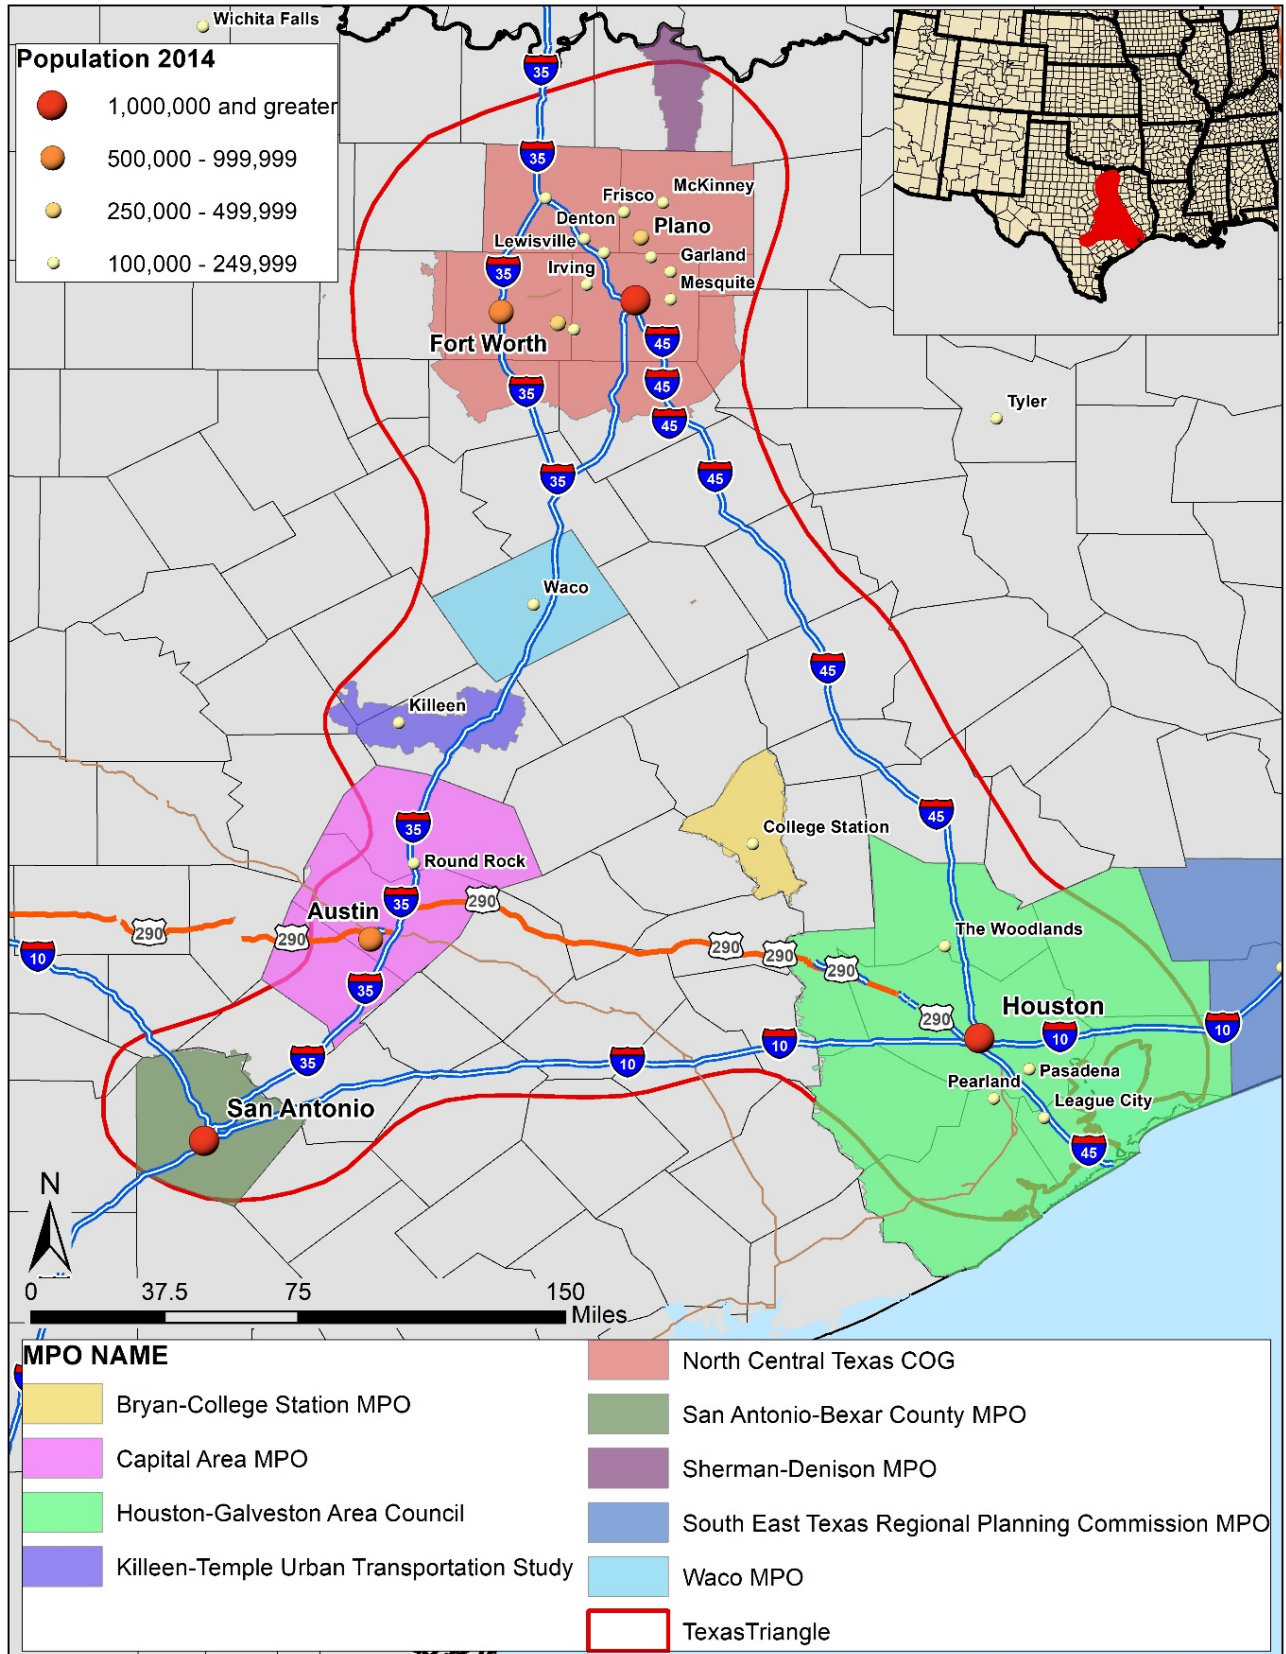 Wichita Falls
Population 2014
1,000,000 and greater
500,000 - 999,999
250,000 - 499,999
100,000 - 249,999
35
35
McKinney
Frisco
Denton
Plano
Lewisville
Garland
Irving
35
Mesquite
Fort Worth
45
35
45
45
Tyler
35
45
Waco
45
Killeen
45
35
College Station
Round Rock
35
290
Austin
290
290
290
290
The Woodlands
10
290
35
Houston
290
10
10
10
35
10
Pasadena
Pearland
League City
San Antonio
45
N
0 37.5 75 150
Miles
MPO NAME
Bryan-College Station MPO
Capital Area MPO
Houston-Galveston Area Council
Killeen-Temple Urban Transportation Study
North Central Texas COG
San Antonio-Bexar County MPO
Sherman-Denison MPO
South East Texas Regional Planning Commission MPO
Waco MPO
TexasTriangle